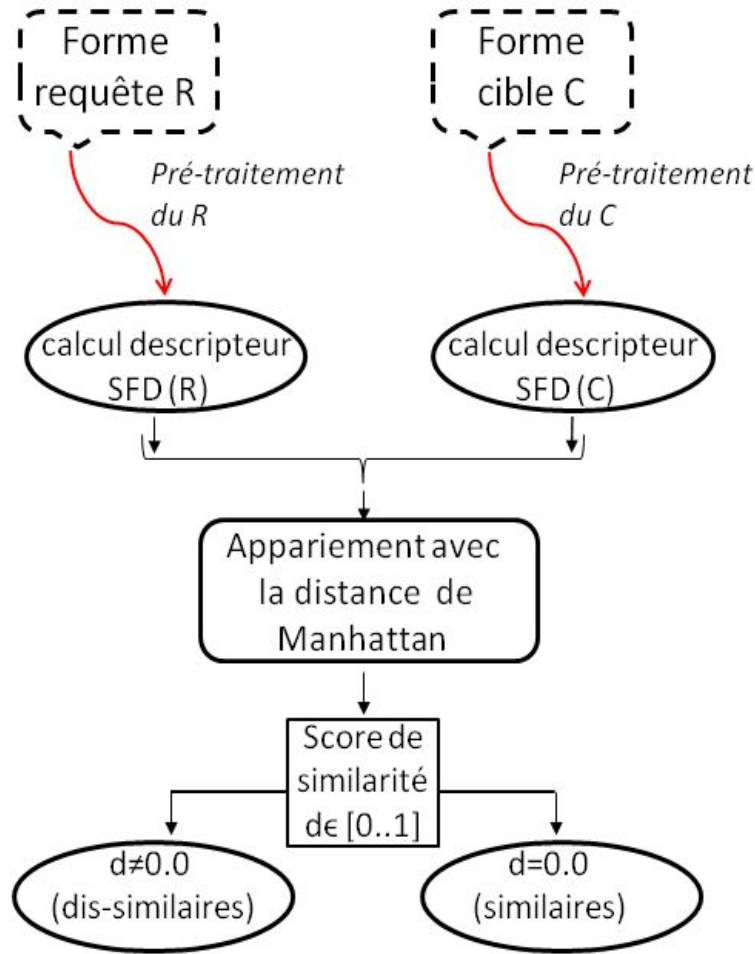 Forme
requête R
Forme
cible C
Pré-traitement
du R
Pré-traitement
du C
calcul descripteur
SFD (R)
calcul descripteur
SFD (C)
Appariement avec
la distance de
Manhattan
Score de
similarité
dϵ [0..1]
d≠0.0
(dis-similaires)
d=0.0
(similaires)